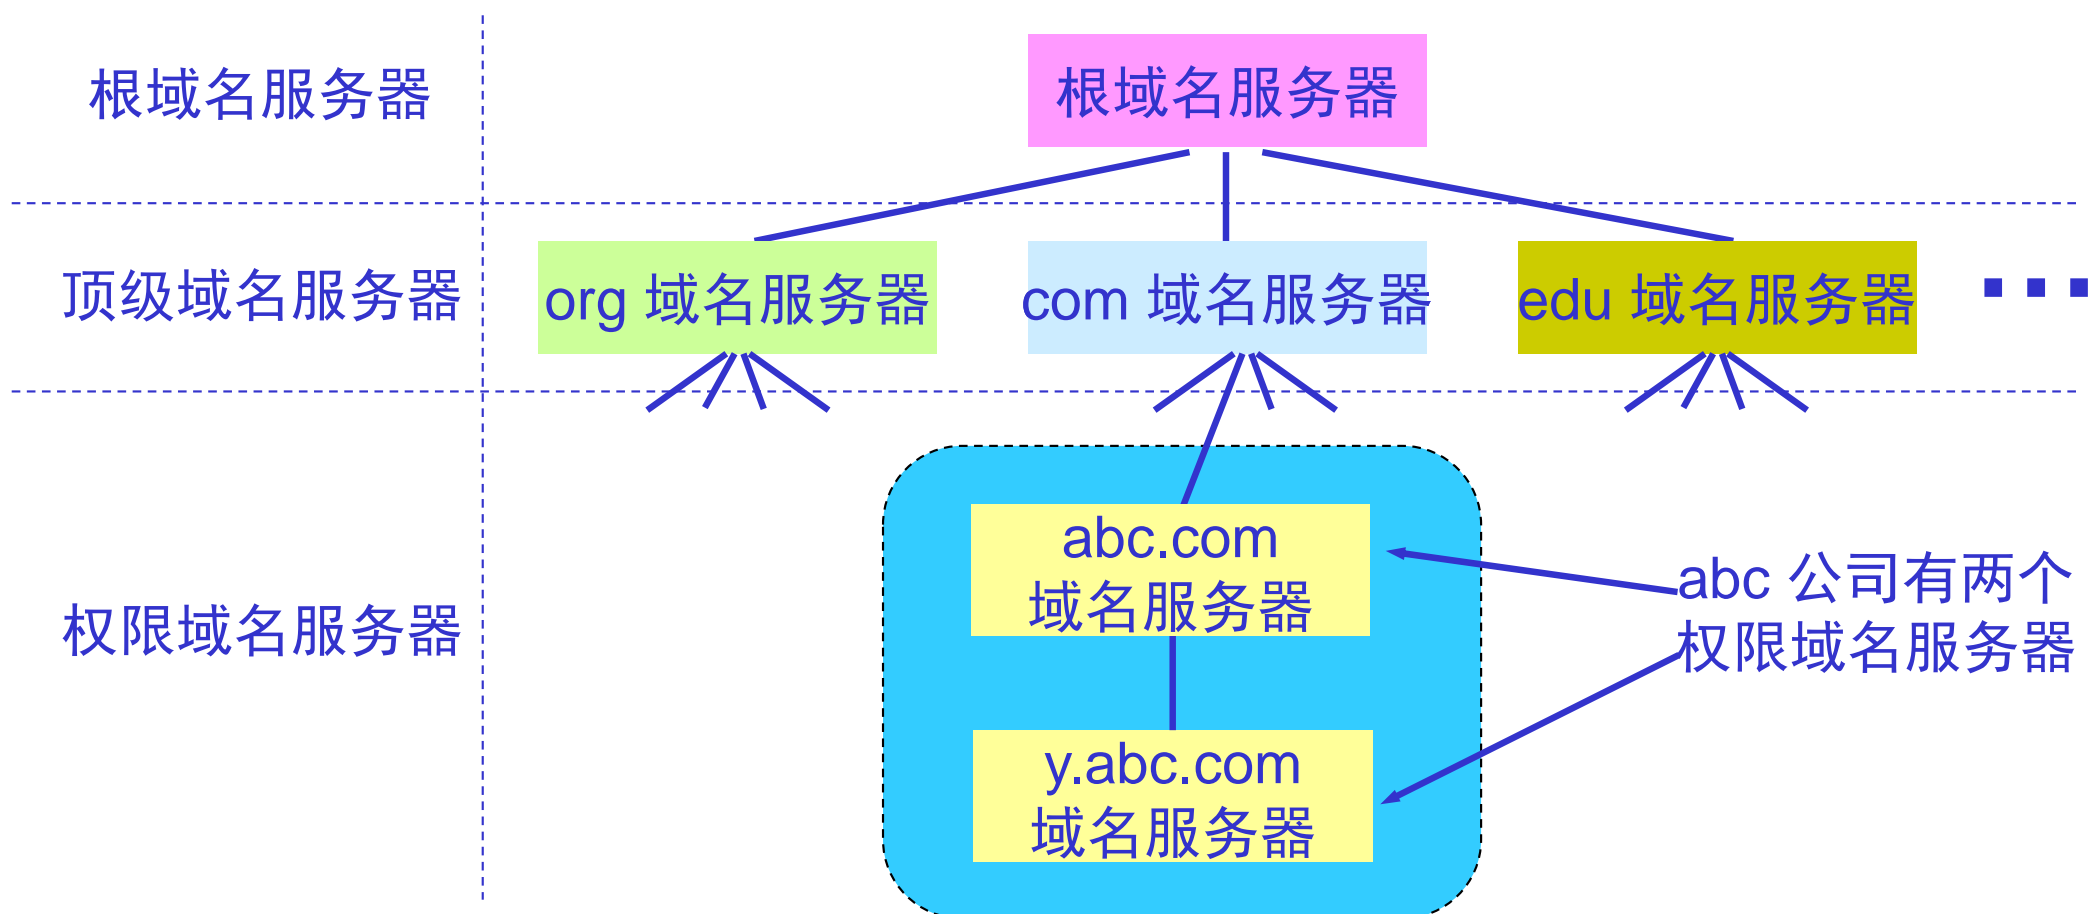 根域名服务器
根域名服务器
顶级域名服务器
org 域名服务器
com 域名服务器
edu 域名服务器
...
权限域名服务器
abc.com
域名服务器
y.abc.com
域名服务器
abc 公司有两个
权限域名服务器